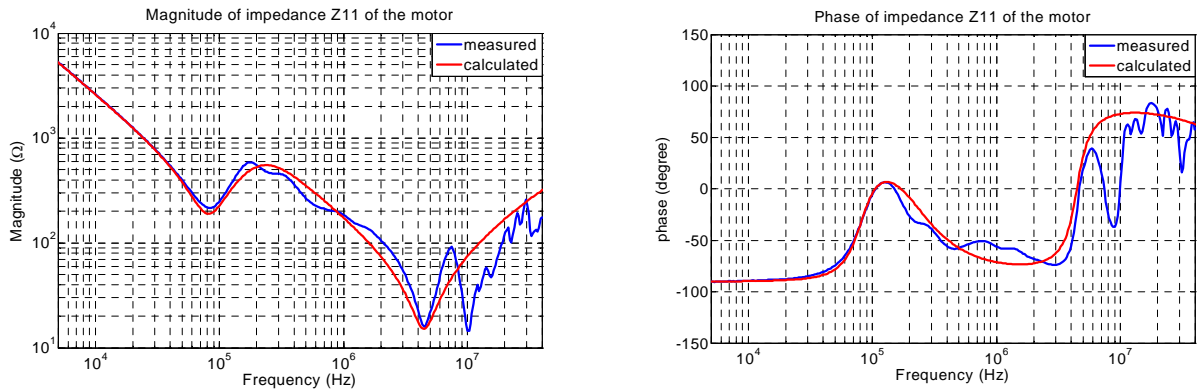 Magnitude of impedance Z11 of the motor
10^4
10^3
10^2
10^1
Magnitude (Ω)
measured
calculated
10^4 10^5 10^6 10^7
Frequency (Hz)
Phase of impedance Z11 of the motor
150
100
50
0
-50
-100
-150
phase (degree)
measured
calculated
10^4 10^5 10^6 10^7
Frequency (Hz)